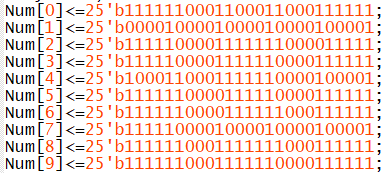 Num[0]<=25'b1111110001100011000111111;
Num[1]<=25'b0000100001000010000100001;
Num[2]<=25'b1111100001111111000011111;
Num[3]<=25'b1111100001111110000111111;
Num[4]<=25'b1000110001111110000100001;
Num[5]<=25'b1111110000111110000111111;
Num[6]<=25'b1111110000111111000111111;
Num[7]<=25'b1111100001000010000100001;
Num[8]<=25'b1111110001111111000111111;
Num[9]<=25'b1111110001111110000111111;